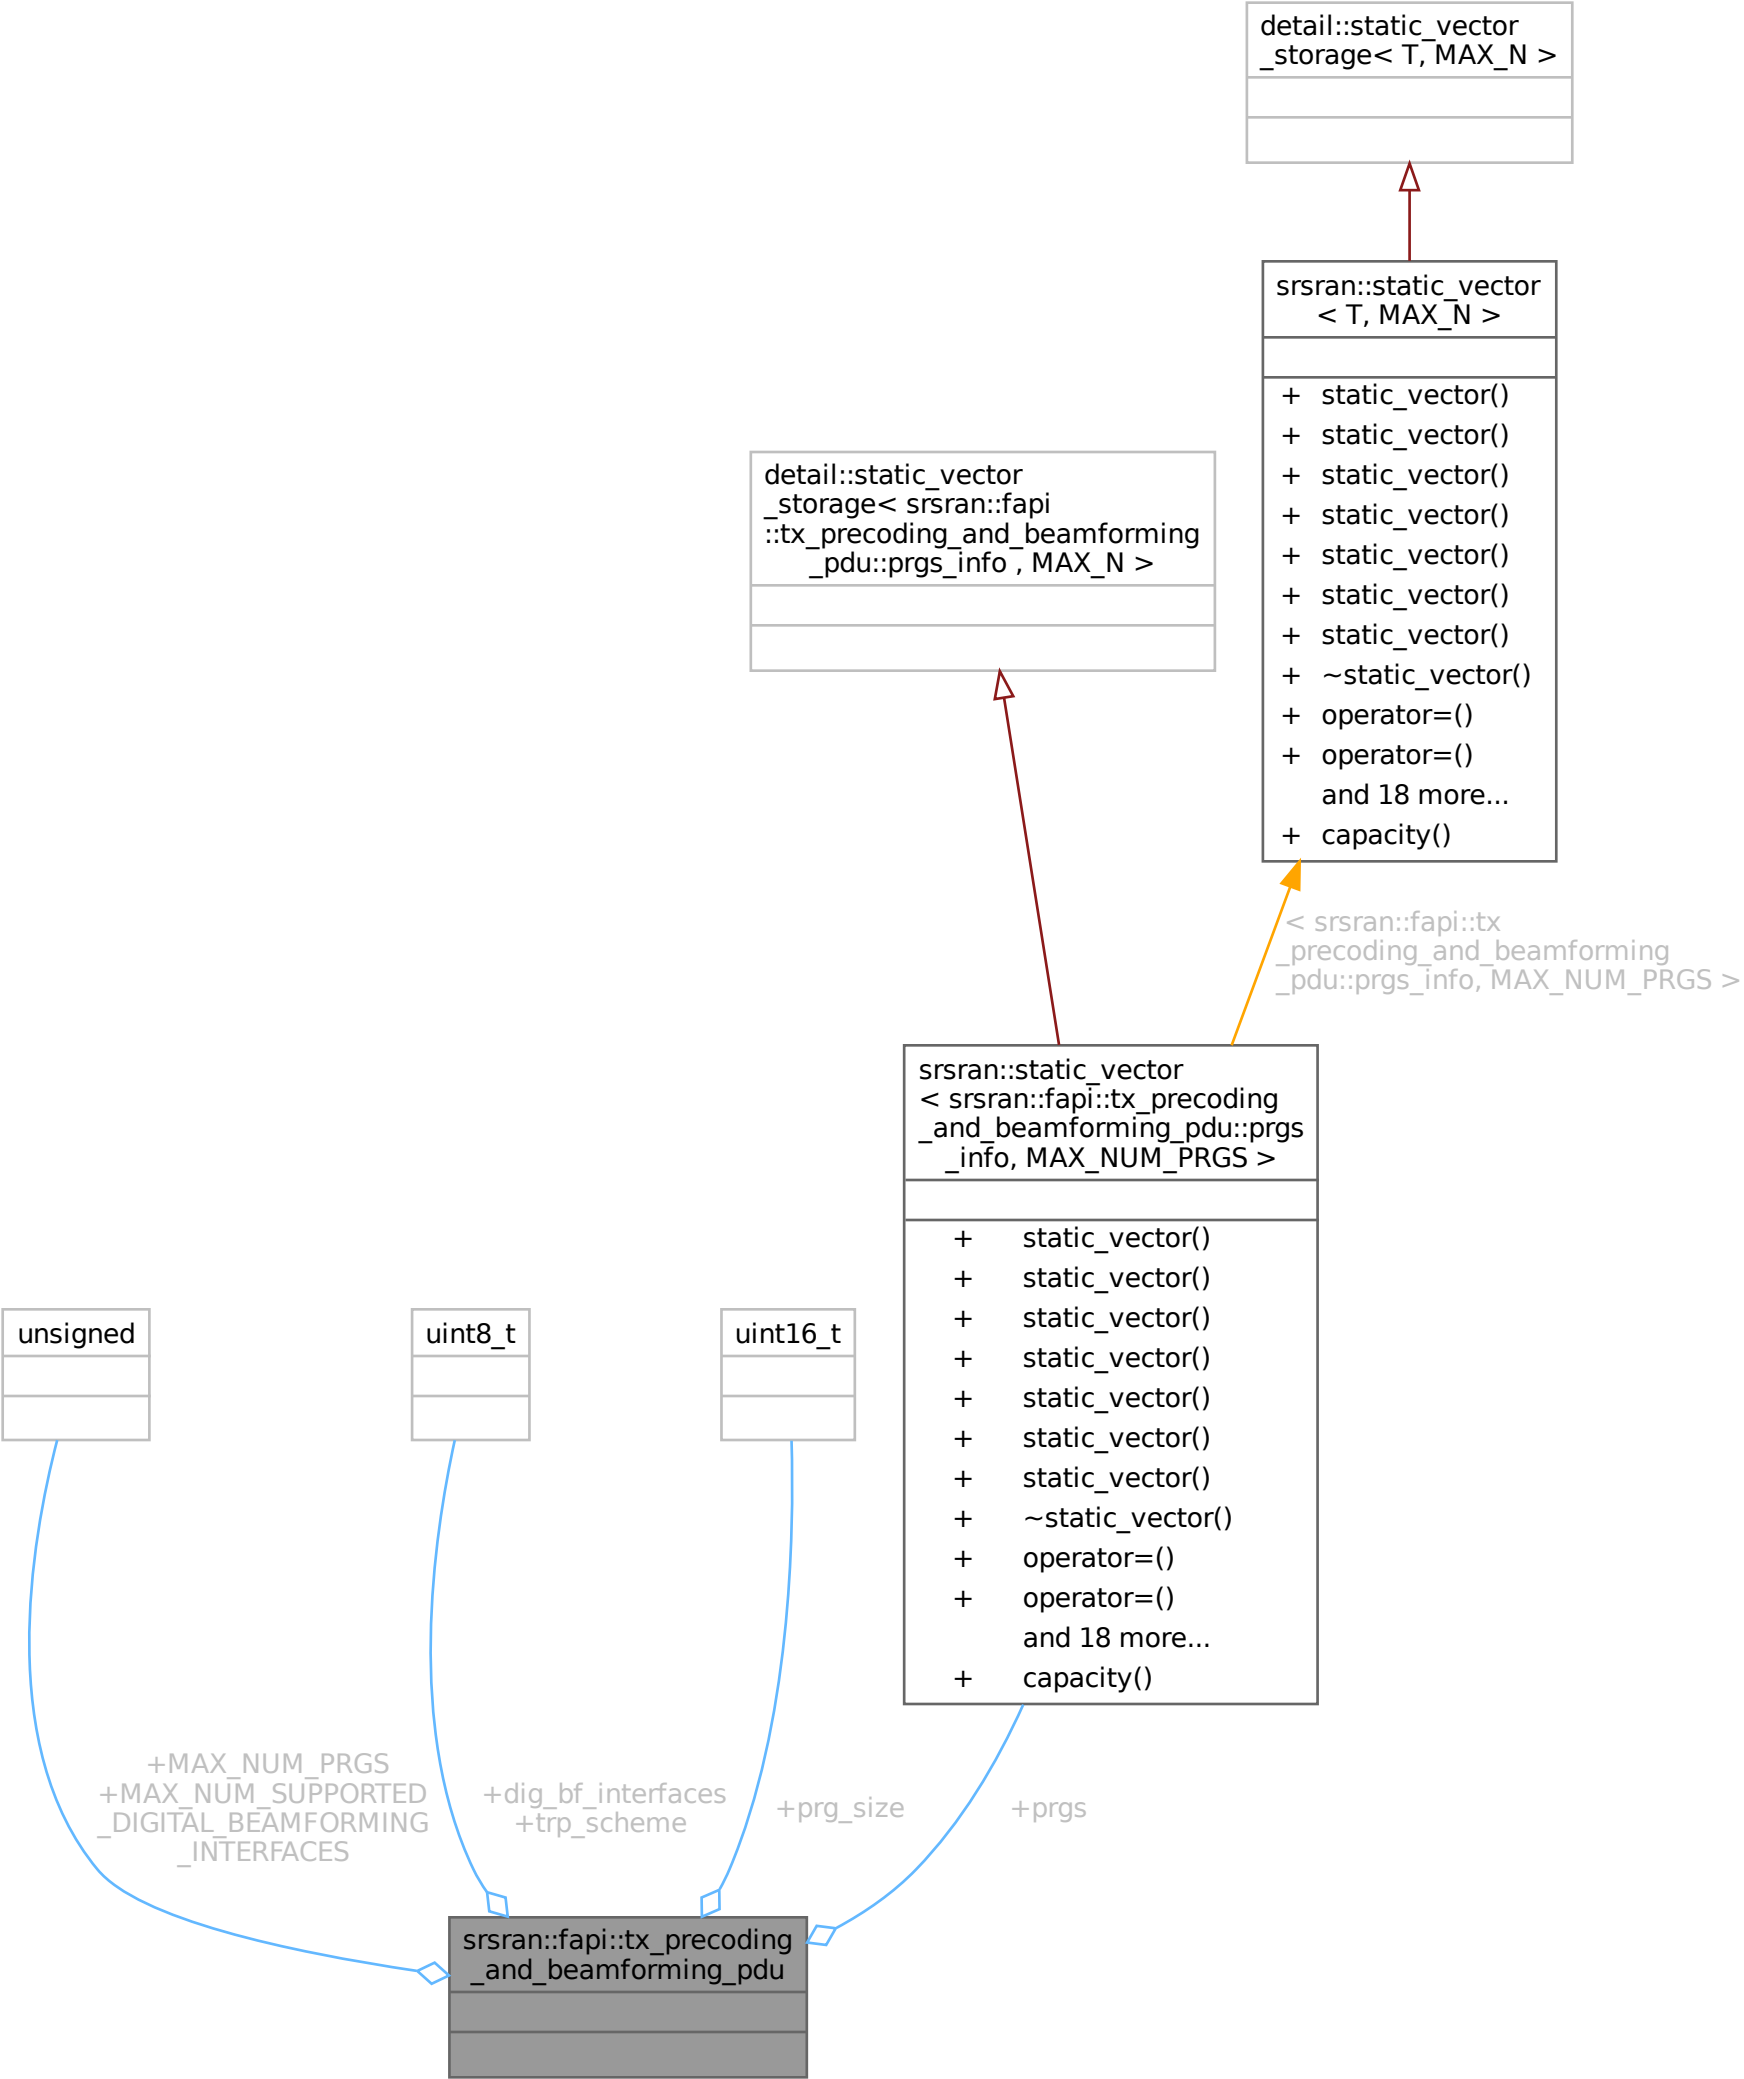 detail::static_vector
_storage< T, MAX_N >
srsran::static_vector
< T, MAX_N >
+ static_vector()
+ static_vector()
+ static_vector()
+ static_vector()
+ static_vector()
+ static_vector()
+ static_vector()
+ ~static_vector()
+ operator=()
+ operator=()
and 18 more...
+ capacity()
detail::static_vector
_storage< srsran::fapi
::tx_precoding_and_beamforming
_pdu::prgs_info , MAX_N >
< srsran::fapi::tx
_precoding_and_beamforming
_pdu::prgs_info, MAX_NUM_PRGS >
srsran::static_vector
< srsran::fapi::tx_precoding
_and_beamforming_pdu::prgs
_info, MAX_NUM_PRGS >
+ static_vector()
+ static_vector()
+ static_vector()
+ static_vector()
+ static_vector()
+ static_vector()
+ static_vector()
+ ~static_vector()
+ operator=()
+ operator=()
and 18 more...
+ capacity()
unsigned
uint8_t
uint16_t
+MAX_NUM_PRGS
+MAX_NUM_SUPPORTED
_DIGITAL_BEAMFORMING
_INTERFACES
+dig_bf_interfaces
+trp_scheme
+prg_size
+prgs
srsran::fapi::tx_precoding
_and_beamforming_pdu